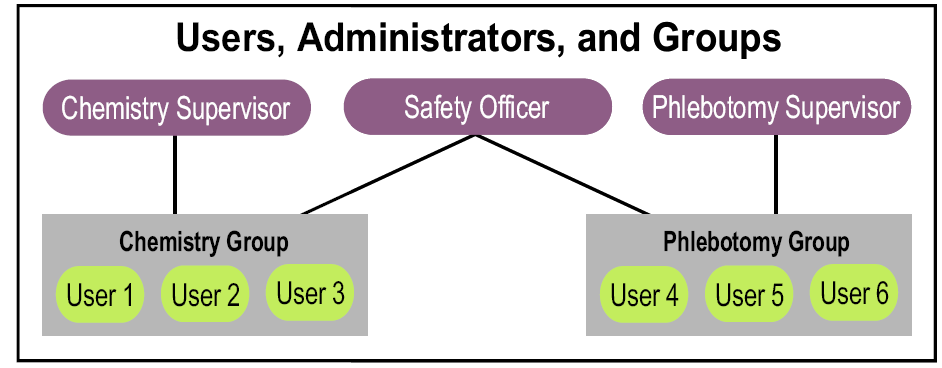 Users, Administrators, and Groups
Chemistry Supervisor
Safety Officer
Phlebotomy Supervisor
Chemistry Group
User 1
User 2
User 3
Phlebotomy Group
User 4
User 5
User 6